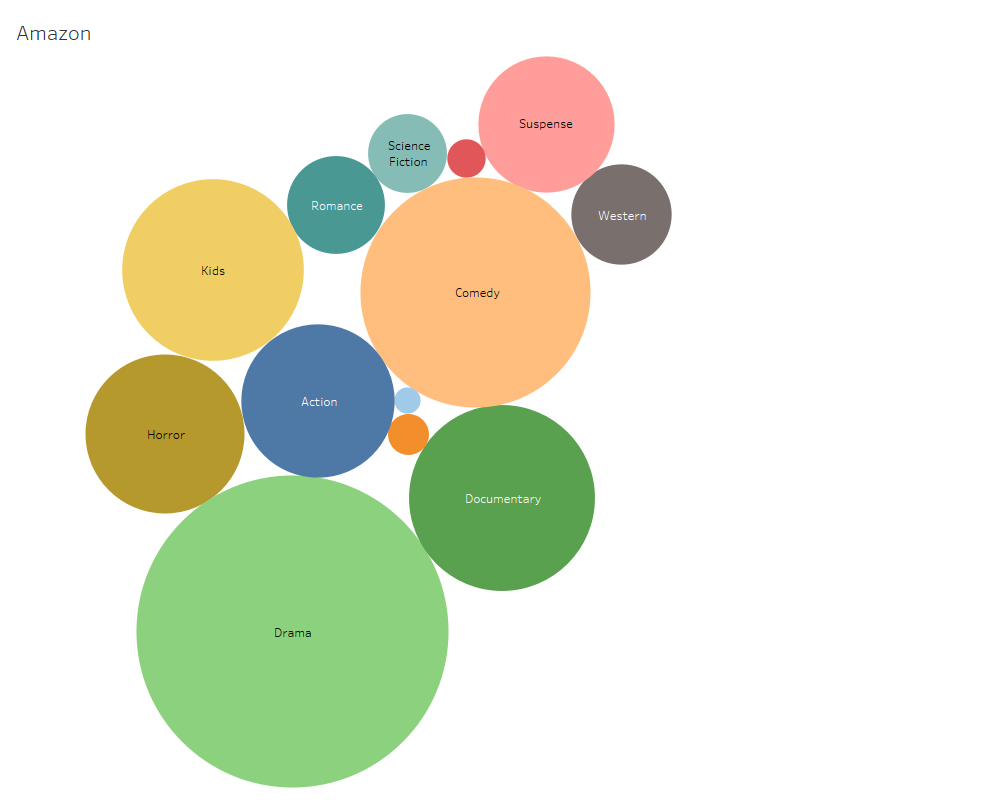 Amazon
Suspense
Science
Fiction
Romance
Western
Kids
Comedy
Action
Horror
Documentary
Drama